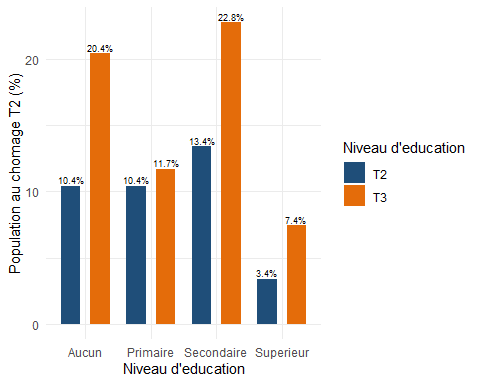 22.8%
20.4%
13.4%
11.7%
10.4%
10.4%
7.4%
3.4%
20
10
0
Population au chomage T2 (%)
Aucun Primaire Secondaire Superieur
Niveau d'education
Niveau d'education
T2
T3